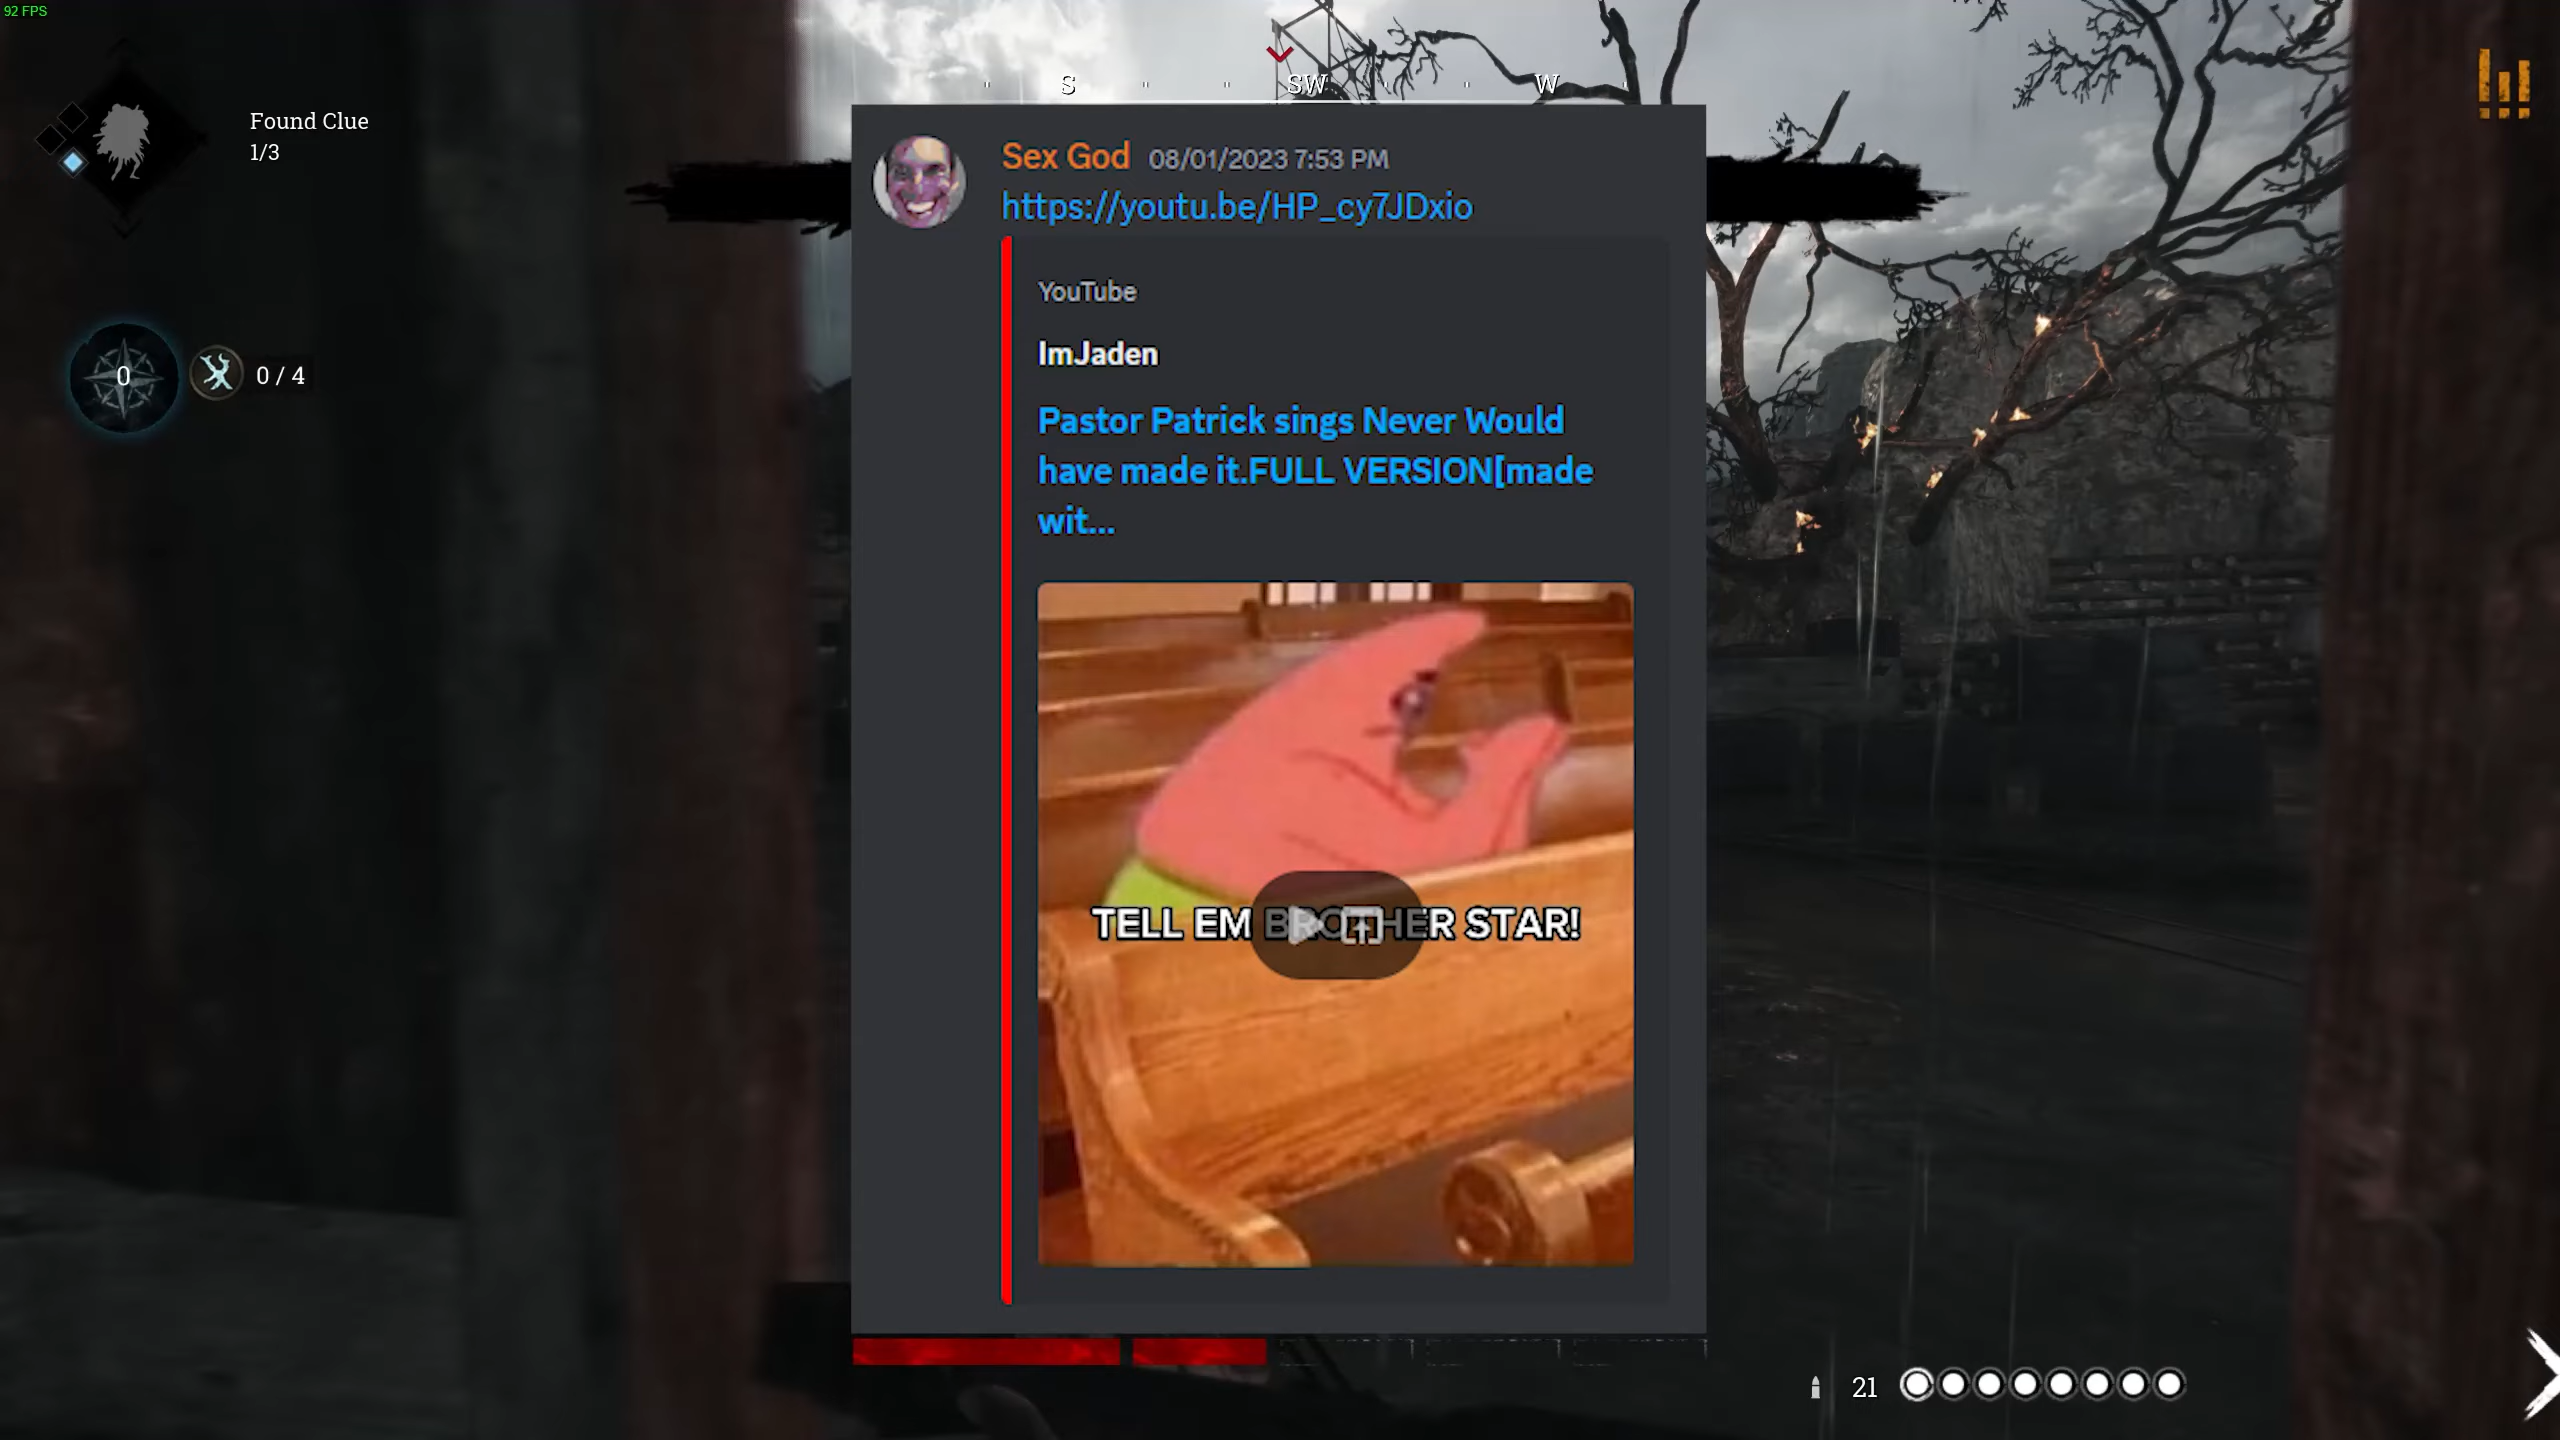 92 FPS
S
SW
W
Found Clue
1/3
0
0 / 4
Sex God 08/01/2023 7:53 PM
https://youtu.be/HP_cy7JDxio
YouTube
ImJaden
Pastor Patrick sings Never Would
have made it.FULL VERSION[made
wit...
TELL EM BROTHER STAR!
21